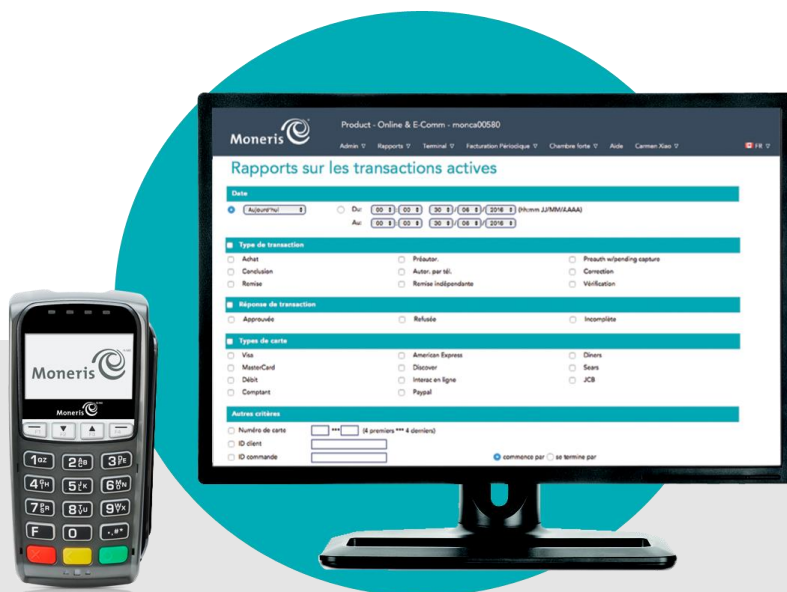 Moneris
Product - Online & E-Comm - monca00580
Admin Rapports Terminal Facturation Périodique Chambre forte Aide Carmen Xiao FR
Rapports sur les transactions actives
Date
Aujourd'hui Du: 00 : 00 30 / 06 / 2016 (hh:mm JJ/MM/AAAA)
Au: 00 : 00 30 / 06 / 2016
Type de transaction
Achat Préautor. Preauth w/pending capture
Conclusion Autor. par tél. Correction
Remise Remise indépendante Vérification
Réponse de transaction
Approuvée Refusée Incomplète
Types de carte
Visa American Express Diners
MasterCard Discover Sears
Débit Interac en ligne JCB
Comptant Paypal
Autres critères
Numéro de carte *** (4 premiers *** 4 derniers)
ID client
ID commande commence par se termine par
Moneris
Moneris
1 2 3
4 5 6
7 8 9
F 0 .,#*